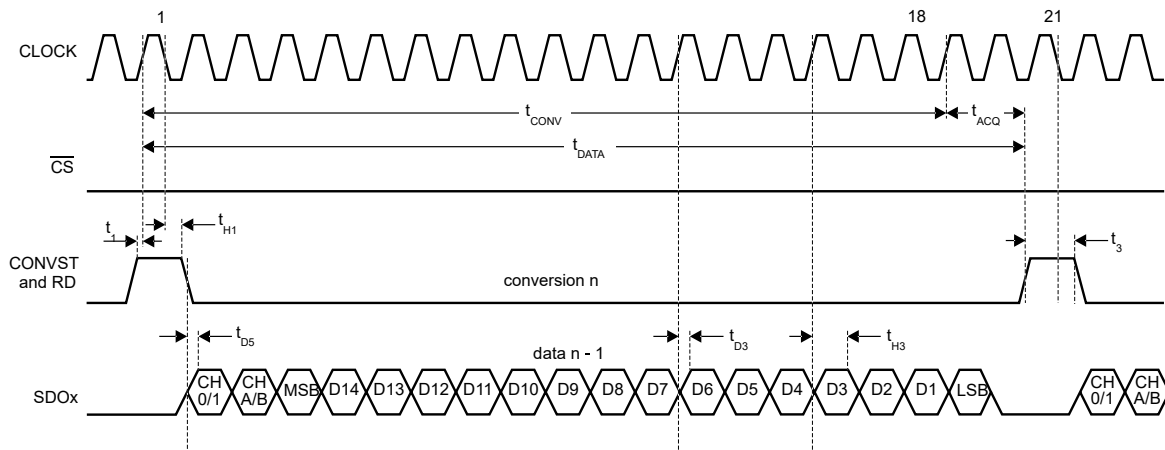 1 18 21
CLOCK
tCONV tACQ
tDATA
CS
t1 tH1 t3
CONVST
and RD
conversion n
tD5 tD3 tH3
data n - 1
SDOx
CH 0/1 CH A/B MSB D14 D13 D12 D11 D10 D9 D8 D7 D6 D5 D4 D3 D2 D1 LSB CH 0/1 CH A/B